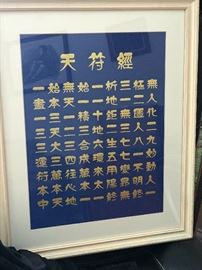 天符經
一始無始一析三極無
盡本天一一地一二人
一三一積十鉅無匱化
三天二三地二三人二
三大三合六生七八九
運三四成環五七一妙
衍萬往萬來用變不動
本本心本太陽昂明人
中天地一一終無終一